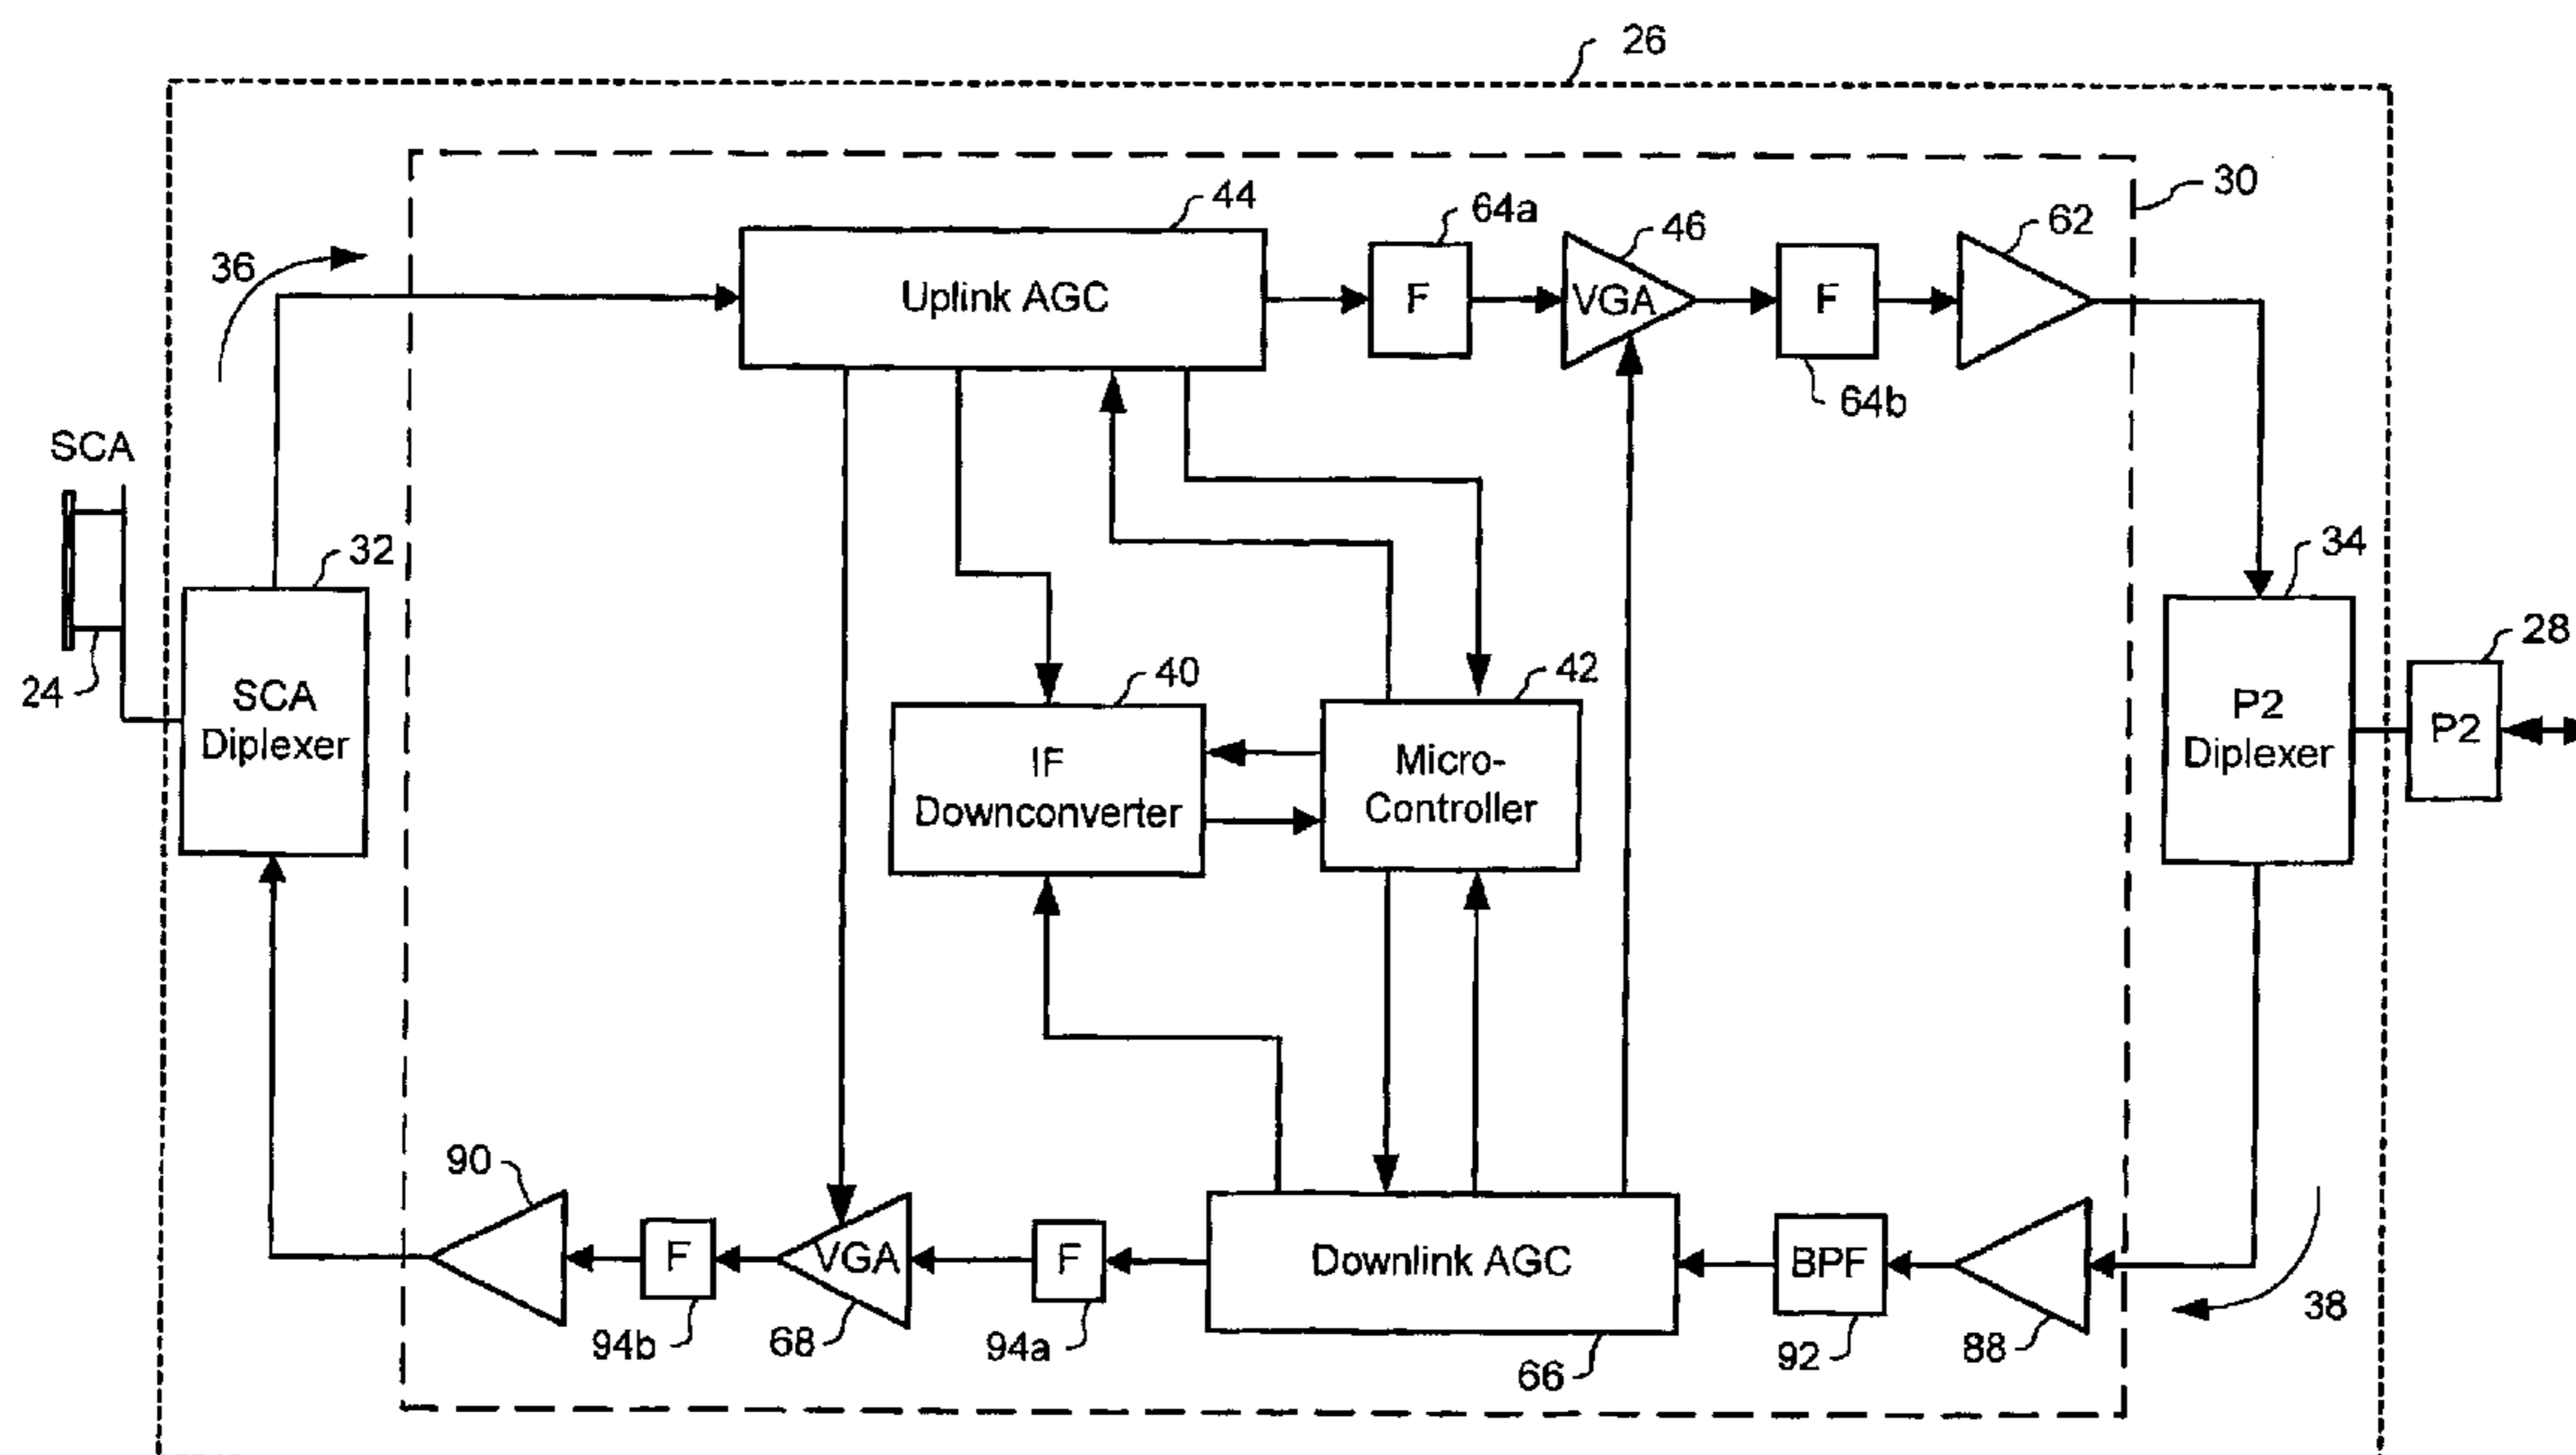 26
30
44
64a
46
62
36
Uplink AGC
F
VGA
F
64b
SCA
32
34
28
24
SCA
Diplexer
40
42
IF
Downconverter
Micro-
Controller
P2
Diplexer
P2
90
F
VGA
F
Downlink AGC
BPF
38
94b
68
94a
66
92
88